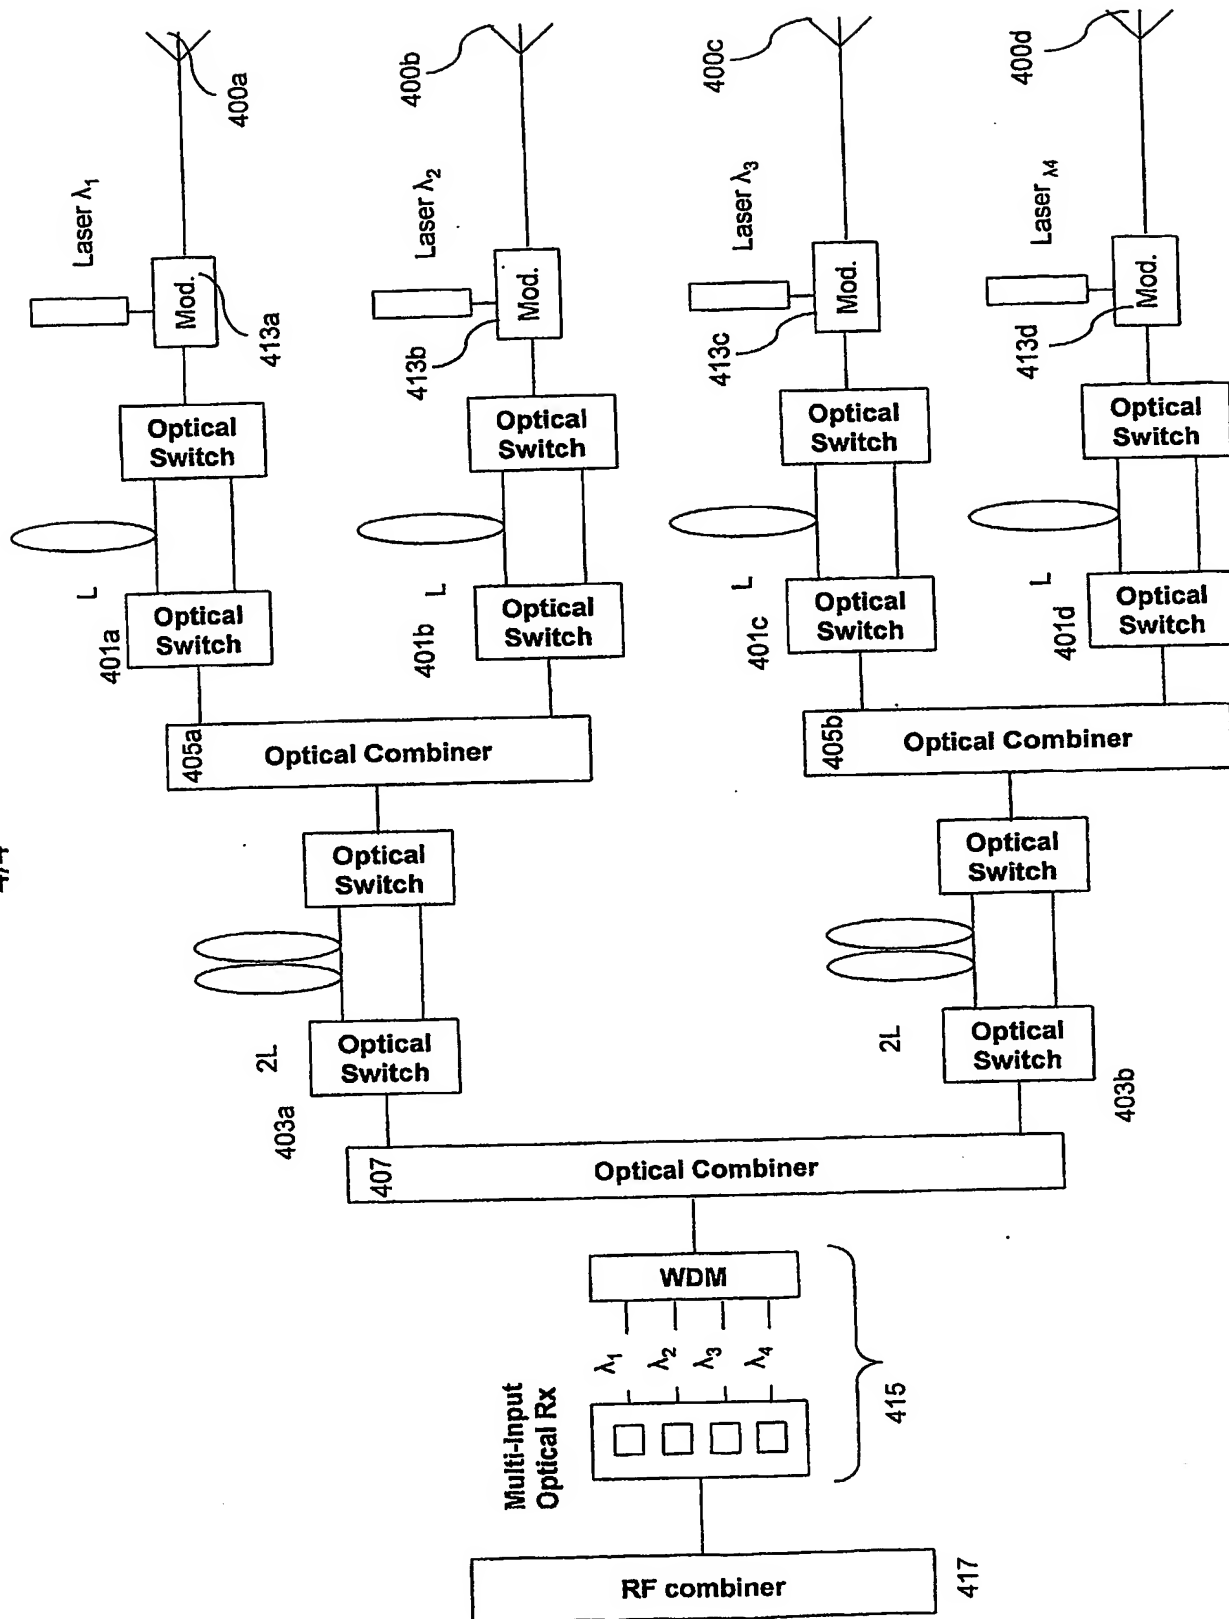 400a
400b
400c
400d
Laser λ1
Laser λ2
Laser λ3
Laser λ4
Mod.
Mod.
Mod.
Mod.
413a
413b
413c
413d
Optical
Switch
Optical
Switch
Optical
Switch
Optical
Switch
L
L
L
L
Optical
Switch
Optical
Switch
Optical
Switch
Optical
Switch
401a
401b
401c
401d
405a
Optical Combiner
405b
Optical Combiner
4/4
Optical
Switch
Optical
Switch
2L
2L
Optical
Switch
Optical
Switch
403a
403b
407
Optical Combiner
WDM
λ1
λ2
λ3
λ4
Multi-Input
Optical Rx
415
RF combiner
417